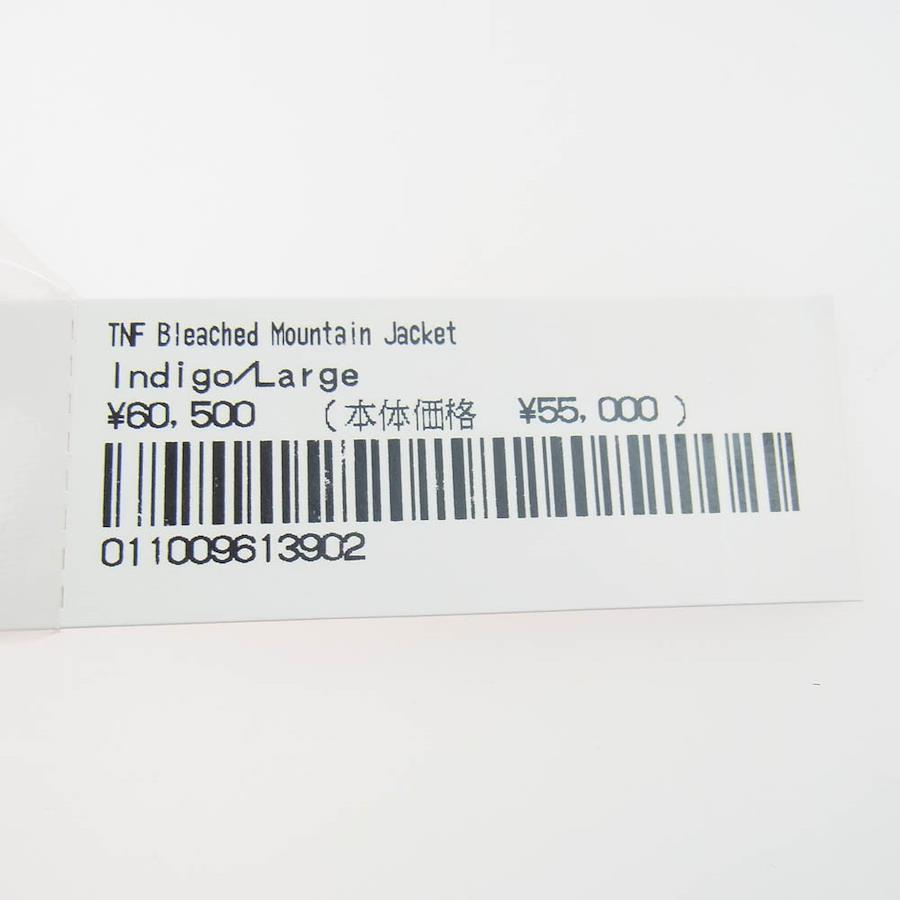 TNF Bleached Mountain Jacket
Indigo/Large
¥60,500 (本体価格 ¥55,000)
011009613902